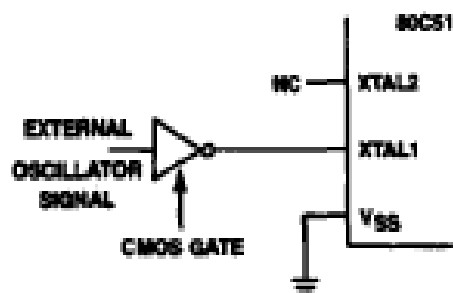 80C51
NC
XTAL2
EXTERNAL
OSCILLATOR
SIGNAL
XTAL1
CMOS GATE
VSS